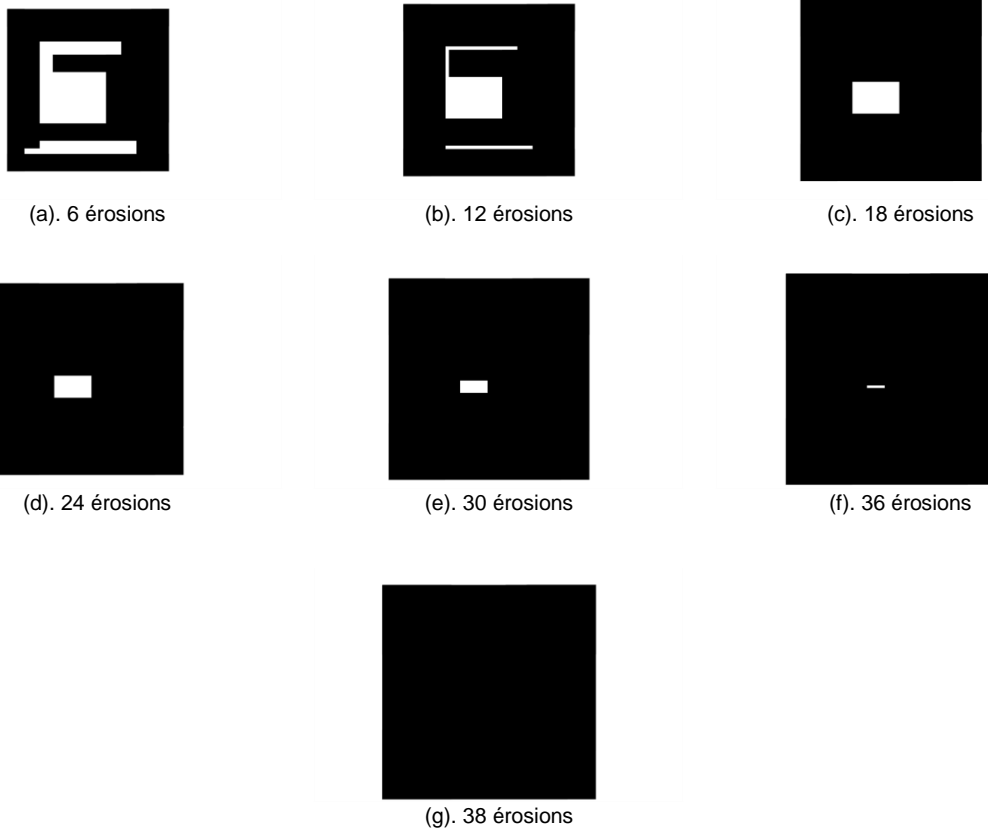 (a). 6 érosions
(b). 12 érosions
(c). 18 érosions
(d). 24 érosions
(e). 30 érosions
(f). 36 érosions
(g). 38 érosions